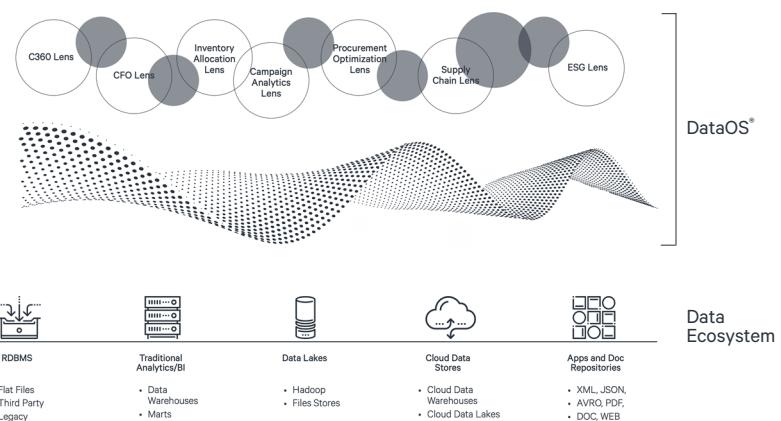 C360 Lens
CFO Lens
Inventory
Allocation
Lens
Campaign
Analytics
Lens
Procurement
Optimization
Lens
Supply
Chain Lens
ESG Lens
DataOS®
Data
Ecosystem
RDBMS
Flat Files
Third Party
Legacy
Traditional
Analytics/BI
• Data
Warehouses
• Marts
Data Lakes
• Hadoop
• Files Stores
Cloud Data
Stores
• Cloud Data
Warehouses
• Cloud Data Lakes
Apps and Doc
Repositories
• XML, JSON,
• AVRO, PDF,
• DOC, WEB